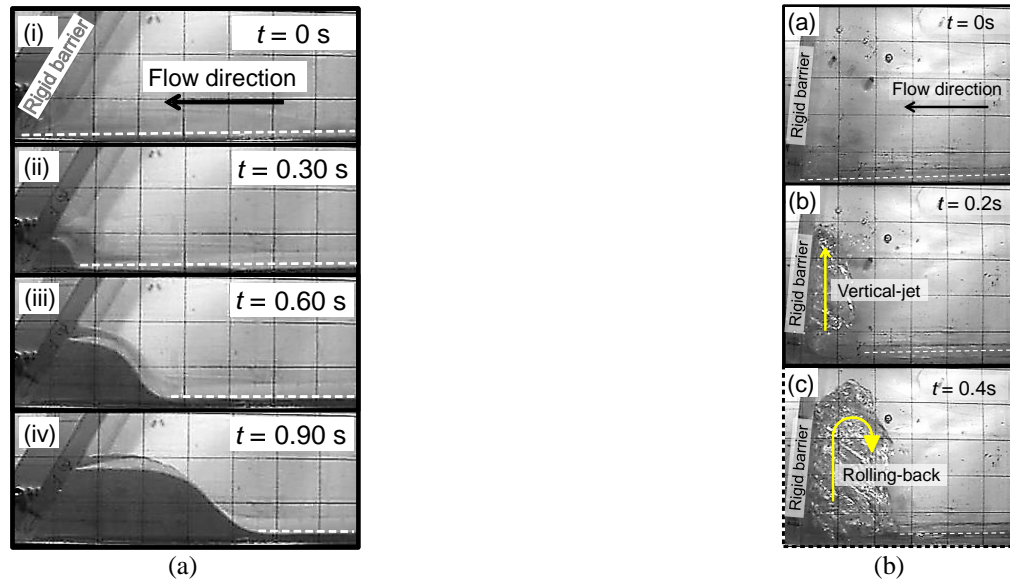 (i)
Rigid barrier
t = 0 s
Flow direction
(ii)
t = 0.30 s
(iii)
t = 0.60 s
(iv)
t = 0.90 s
(a)
(a)
Rigid barrier
t = 0s
Flow direction
(b)
Rigid barrier
t = 0.2s
Vertical-jet
(c)
Rigid barrier
t = 0.4s
Rolling-back
(b)